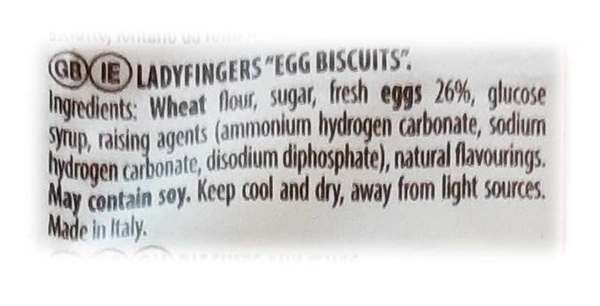 GB IE LADYFINGERS "EGG BISCUITS".
Ingredients: Wheat flour, sugar, fresh eggs 26%, glucose
syrup, raising agents (ammonium hydrogen carbonate, sodium
hydrogen carbonate, disodium diphosphate), natural flavourings.
May contain soy. Keep cool and dry, away from light sources.
Made in Italy.